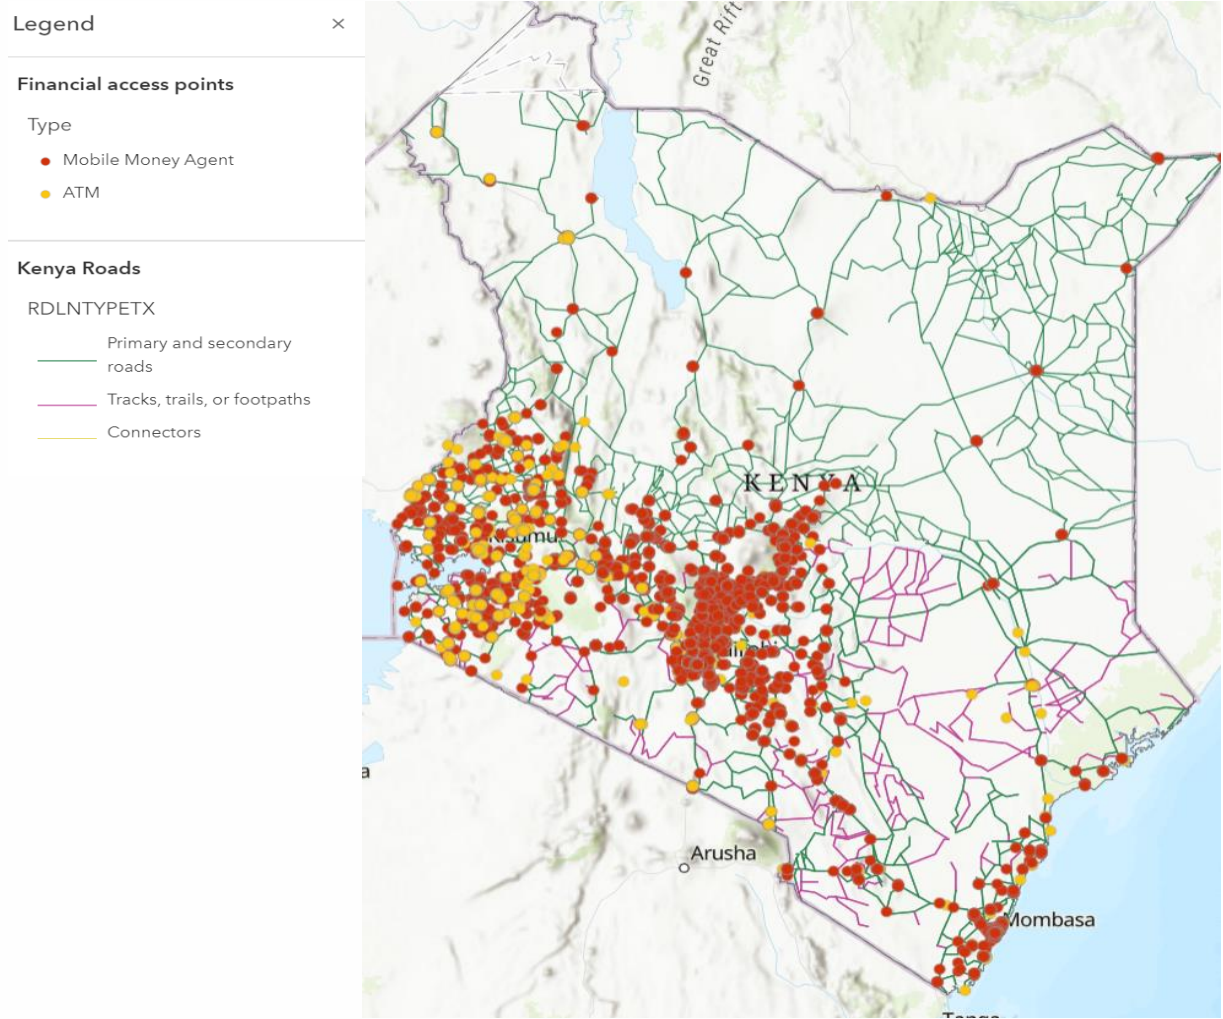 Legend ×
Financial access points
Type
Mobile Money Agent
ATM
Kenya Roads
RDLNTYPETX
Primary and secondary
roads
Tracks, trails, or footpaths
Connectors
Great Rift
KENYA
Kisumu
Arusha
Mombasa